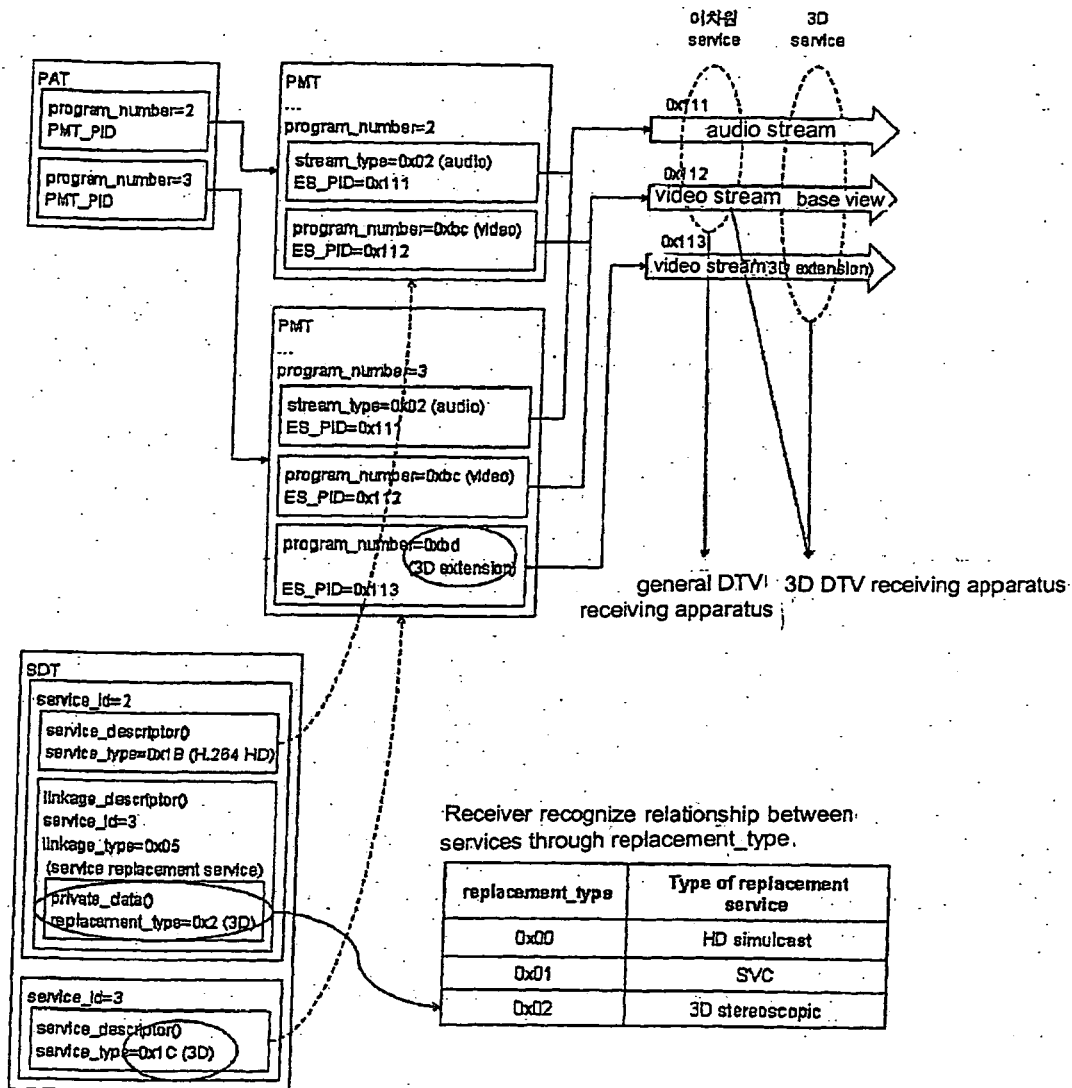 이차원
service
3D
service
PAT
program_number=2
PMT_PID
program_number=3
PMT_PID
PMT
...
program_number=2
stream_type=0x02 (audio)
ES_PID=0x111
program_number=0xbc (video)
ES_PID=0x112
0x111
audio stream
0x112
video stream base view
0x113
video stream 3D extension)
PMT
...
program_number=3
stream_type=0x02 (audio)
ES_PID=0x111
program_number=0xbc (video)
ES_PID=0x112
program_number=0xbd
(3D extension)
ES_PID=0x113
general DTV
receiving apparatus
3D DTV receiving apparatus
SDT
service_id=2
service_descriptor()
service_type=0x1B (H.264 HD)
linkage_descriptor()
service_id=3
linkage_type=0x05
(service replacement service)
private_data()
replacement_type=0x2 (3D)
service_id=3
service_descriptor()
service_type=0x1C (3D)
Receiver recognize relationship between
services through replacement_type.
replacement_type Type of replacement
service
0x00 HD simulcast
0x01 SVC
0x02 3D stereoscopic